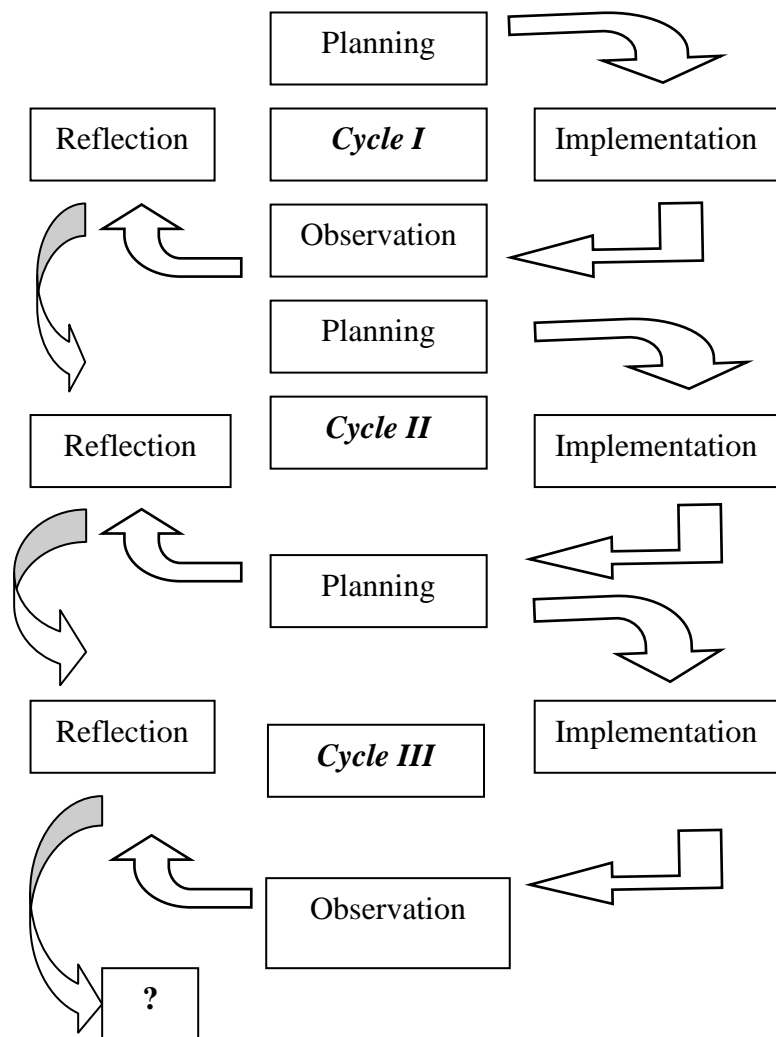 Planning
Reflection
Cycle I
Implementation
Observation
Planning
Reflection
Cycle II
Implementation
Planning
Reflection
Cycle III
Implementation
Observation
?